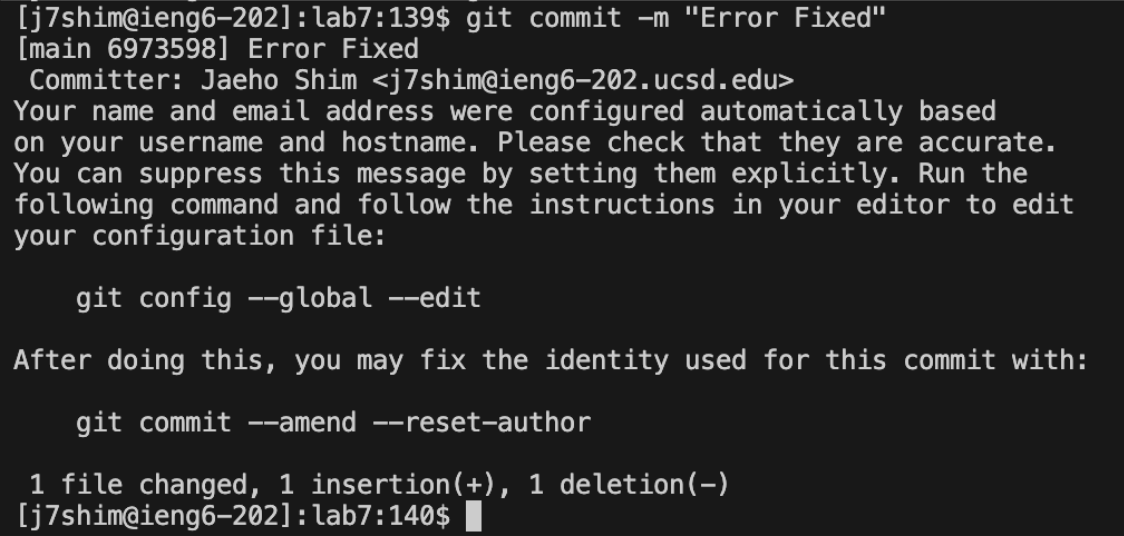 [j7shim@ieng6-202]:lab7:139$ git commit -m "Error Fixed"
[main 6973598] Error Fixed
 Committer: Jaeho Shim <j7shim@ieng6-202.ucsd.edu>
Your name and email address were configured automatically based
on your username and hostname. Please check that they are accurate.
You can suppress this message by setting them explicitly. Run the
following command and follow the instructions in your editor to edit
your configuration file:

    git config --global --edit

After doing this, you may fix the identity used for this commit with:

    git commit --amend --reset-author

 1 file changed, 1 insertion(+), 1 deletion(-)
[j7shim@ieng6-202]:lab7:140$